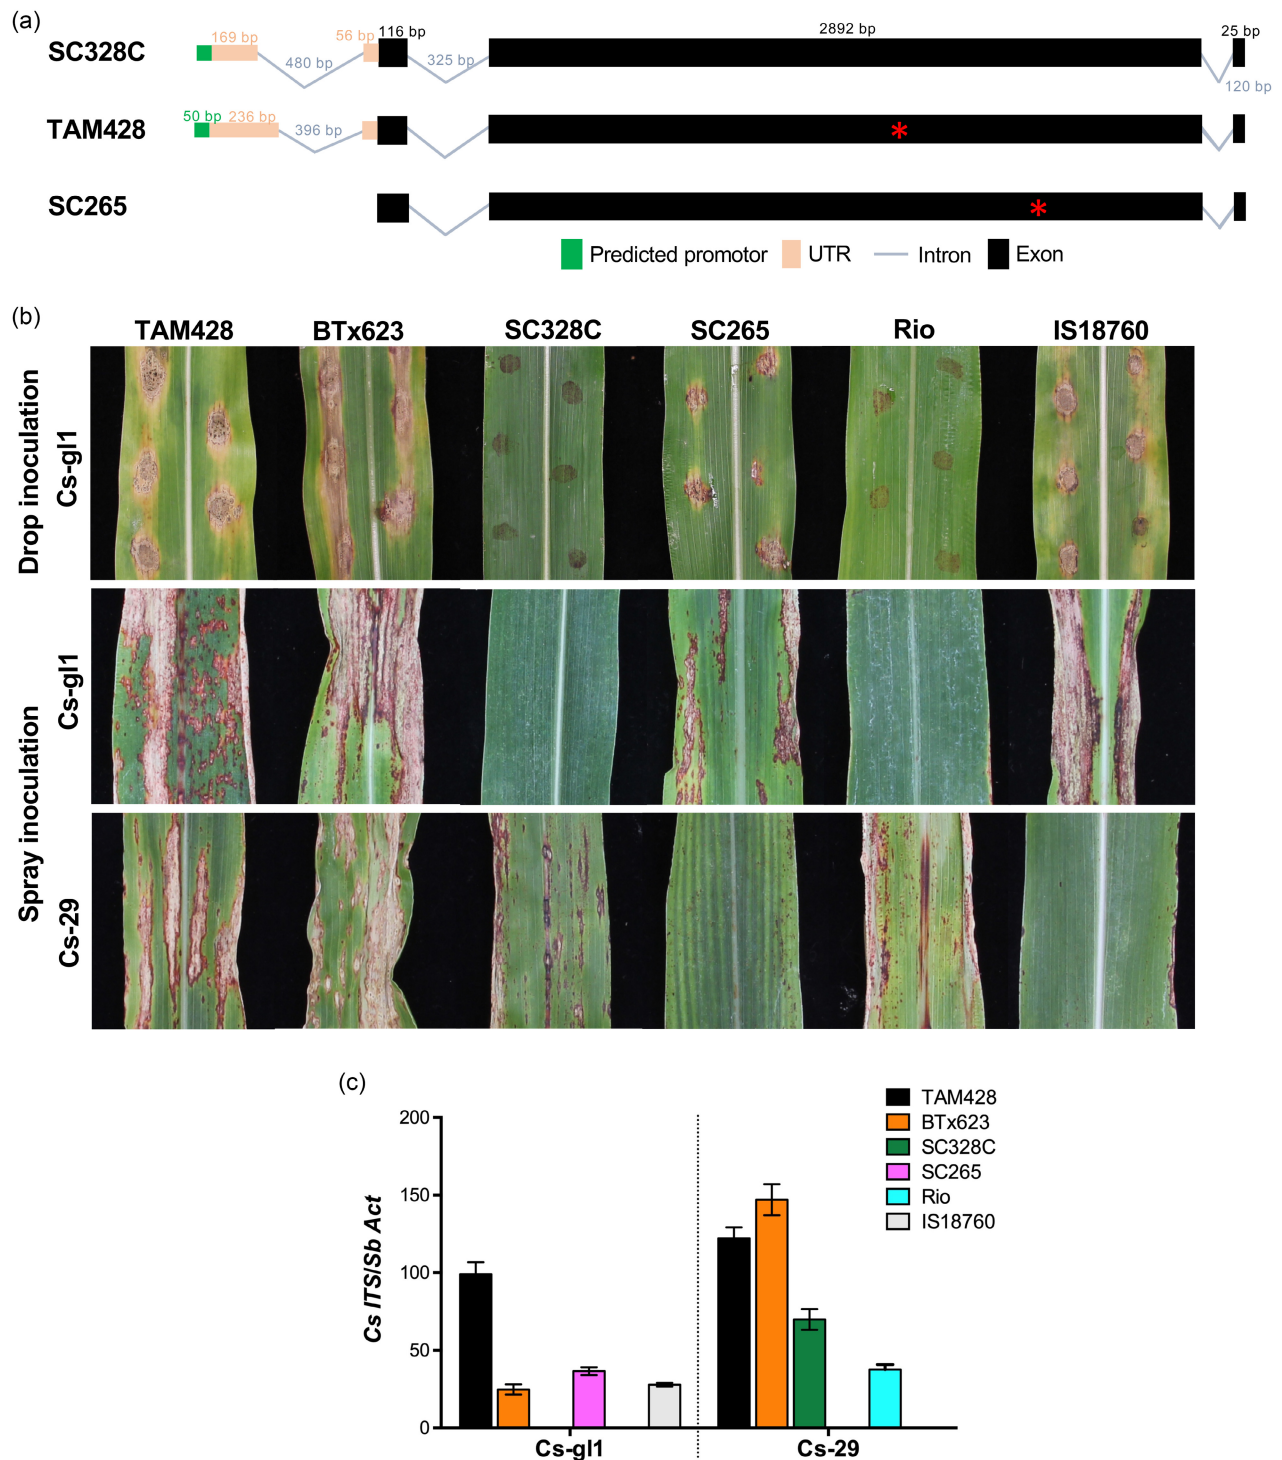 (a)
SC328C
169 bp
480 bp
56 bp
116 bp
325 bp
2892 bp
25 bp
120 bp
TAM428
50 bp
236 bp
396 bp
*
SC265
*
Predicted promotor
UTR
Intron
Exon
(b)
TAM428 BTx623 SC328C SC265 Rio IS18760
Drop inoculation
Cs-gl1
Spray inoculation
Cs-gl1
Cs-29
(c)
TAM428
BTx623
SC328C
SC265
Rio
IS18760
Cs ITS/Sb Act
200
150
100
50
0
Cs-gl1 Cs-29